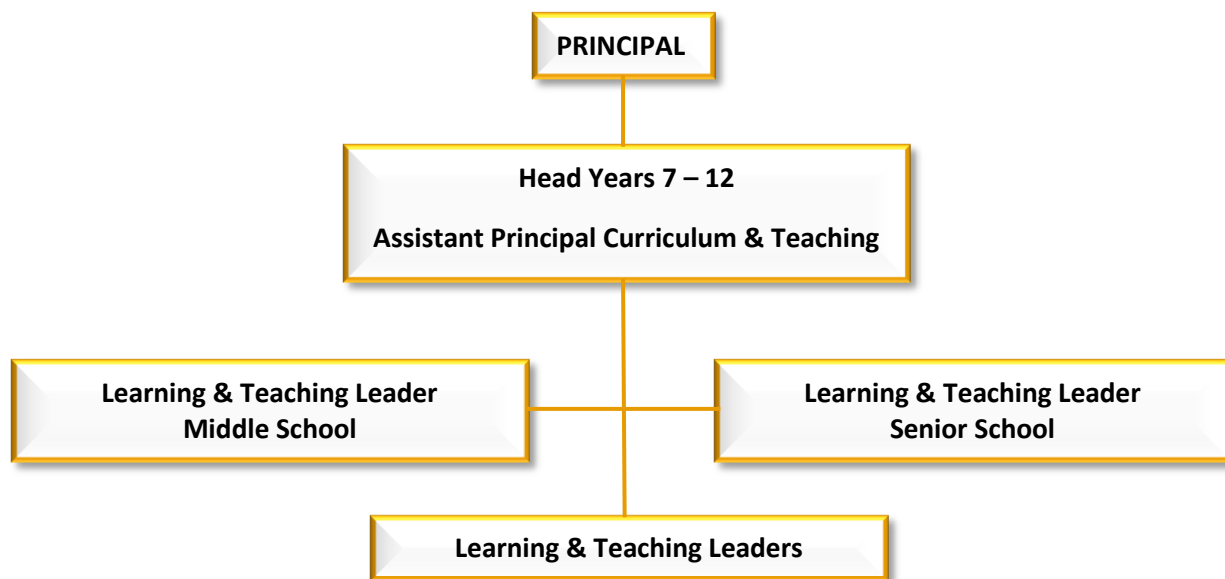 PRINCIPAL
Head Years 7 – 12
Assistant Principal Curriculum & Teaching
Learning & Teaching Leader
Middle School
Learning & Teaching Leader
Senior School
Learning & Teaching Leaders